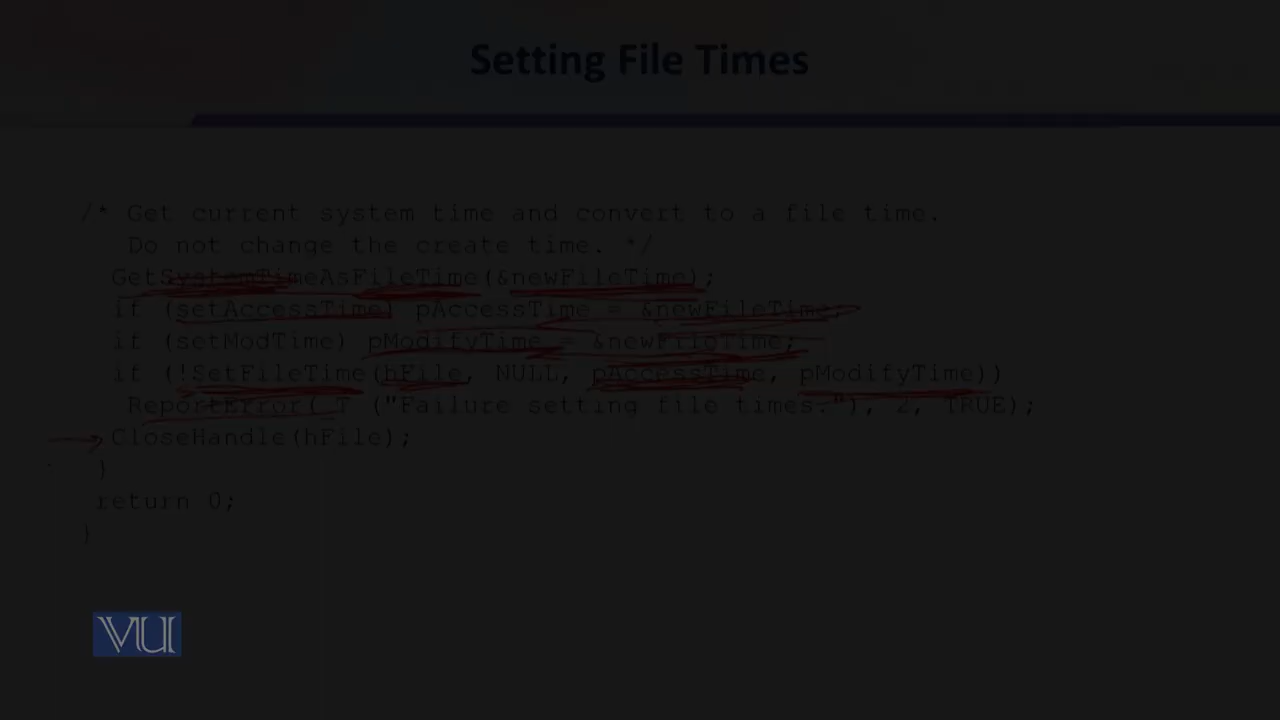 Setting File Times
/* Get current system time and convert to a file time.
Do not change the create time. */
GetSystemTimeAsFileTime(&newFileTime);
if (setAccessTime) pAccessTime = &newFileTime;
if (setModTime) pModifyTime = &newFileTime;
if (!SetFileTime(hFile, NULL, pAccessTime, pModifyTime))
ReportError(_T ("Failure setting file times."), 2, TRUE);
CloseHandle(hFile);
}
return 0;
}
VU